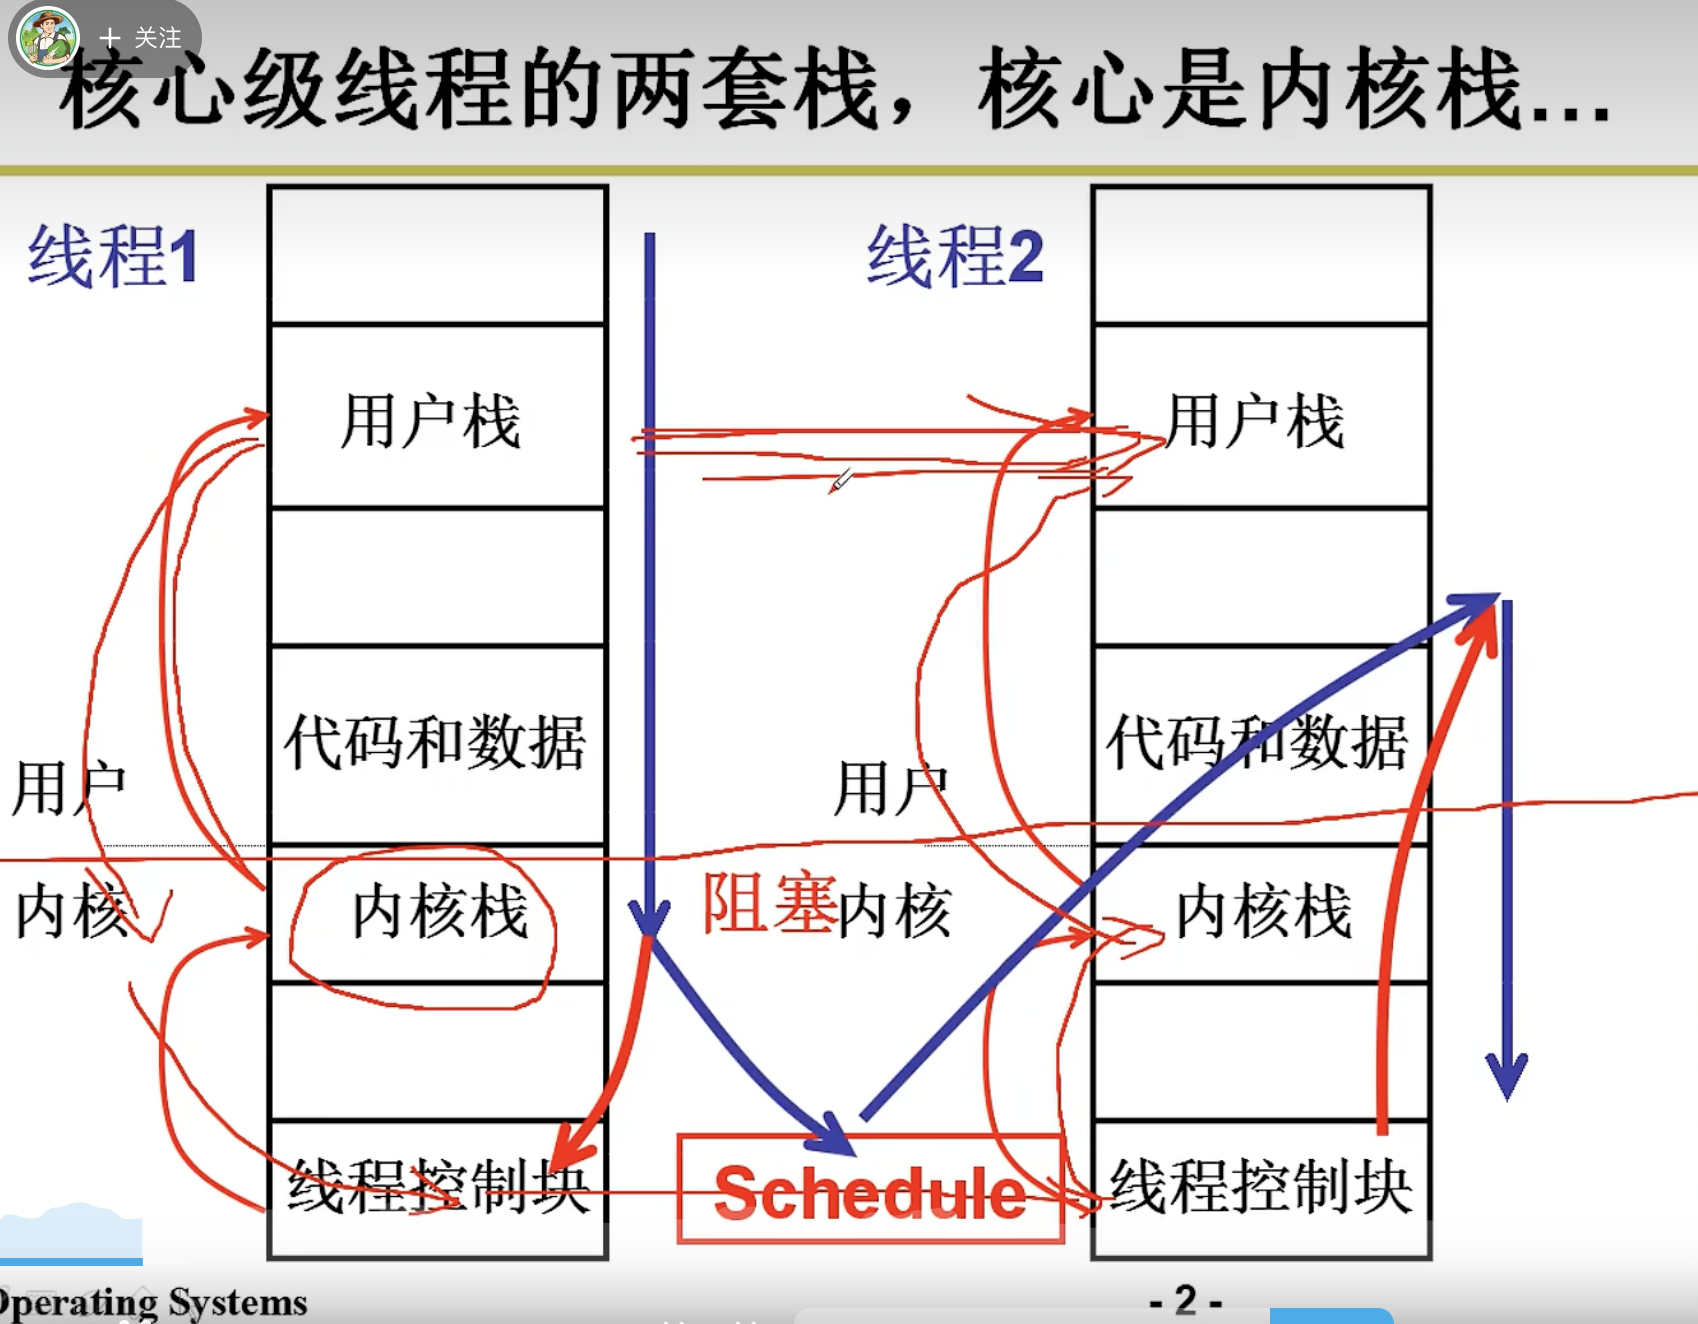 + 关注
核心级线程的两套栈，核心是内核栈...
线程1
线程2
用户栈
用户栈
代码和数据
代码和数据
用户
用户
内核
内核栈
阻塞
内核
内核栈
线程控制块
Schedule
线程控制块
Operating Systems
- 2 -